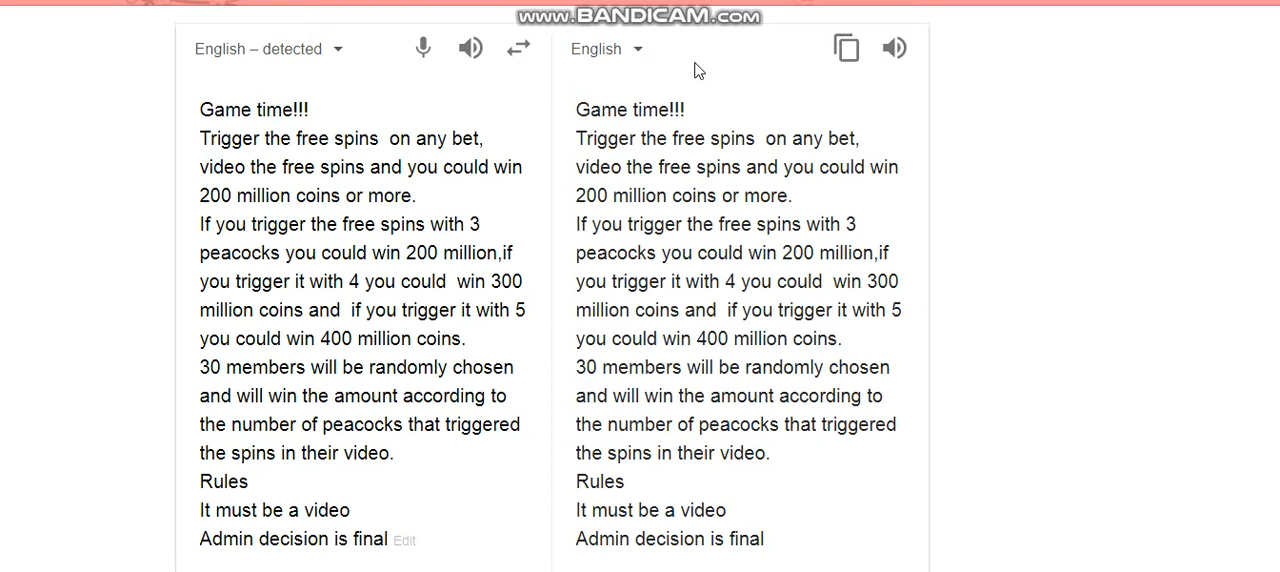 www.BANDICAM.com
English – detected
English
Game time!!!
Trigger the free spins  on any bet,
video the free spins and you could win
200 million coins or more.
If you trigger the free spins with 3
peacocks you could win 200 million,if
you trigger it with 4 you could  win 300
million coins and  if you trigger it with 5
you could win 400 million coins.
30 members will be randomly chosen
and will win the amount according to
the number of peacocks that triggered
the spins in their video.
Rules
It must be a video
Admin decision is final Edit
Game time!!!
Trigger the free spins  on any bet,
video the free spins and you could win
200 million coins or more.
If you trigger the free spins with 3
peacocks you could win 200 million,if
you trigger it with 4 you could  win 300
million coins and  if you trigger it with 5
you could win 400 million coins.
30 members will be randomly chosen
and will win the amount according to
the number of peacocks that triggered
the spins in their video.
Rules
It must be a video
Admin decision is final